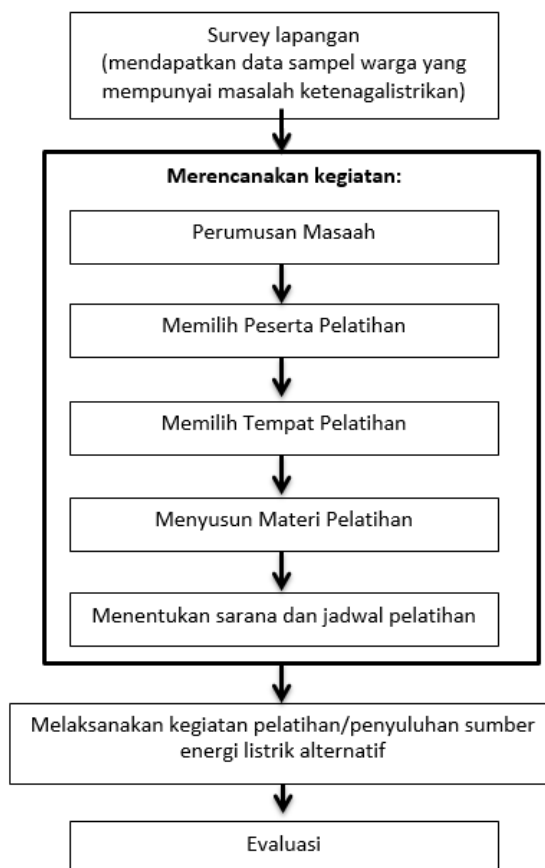 Survey lapangan
(mendapatkan data sampel warga yang
mempunyai masalah ketenagalistrikan)
Merencanakan kegiatan:
Perumusan Masaah
Memilih Peserta Pelatihan
Memilih Tempat Pelatihan
Menyusun Materi Pelatihan
Menentukan sarana dan jadwal pelatihan
Melaksanakan kegiatan pelatihan/penyuluhan sumber
energi listrik alternatif
Evaluasi